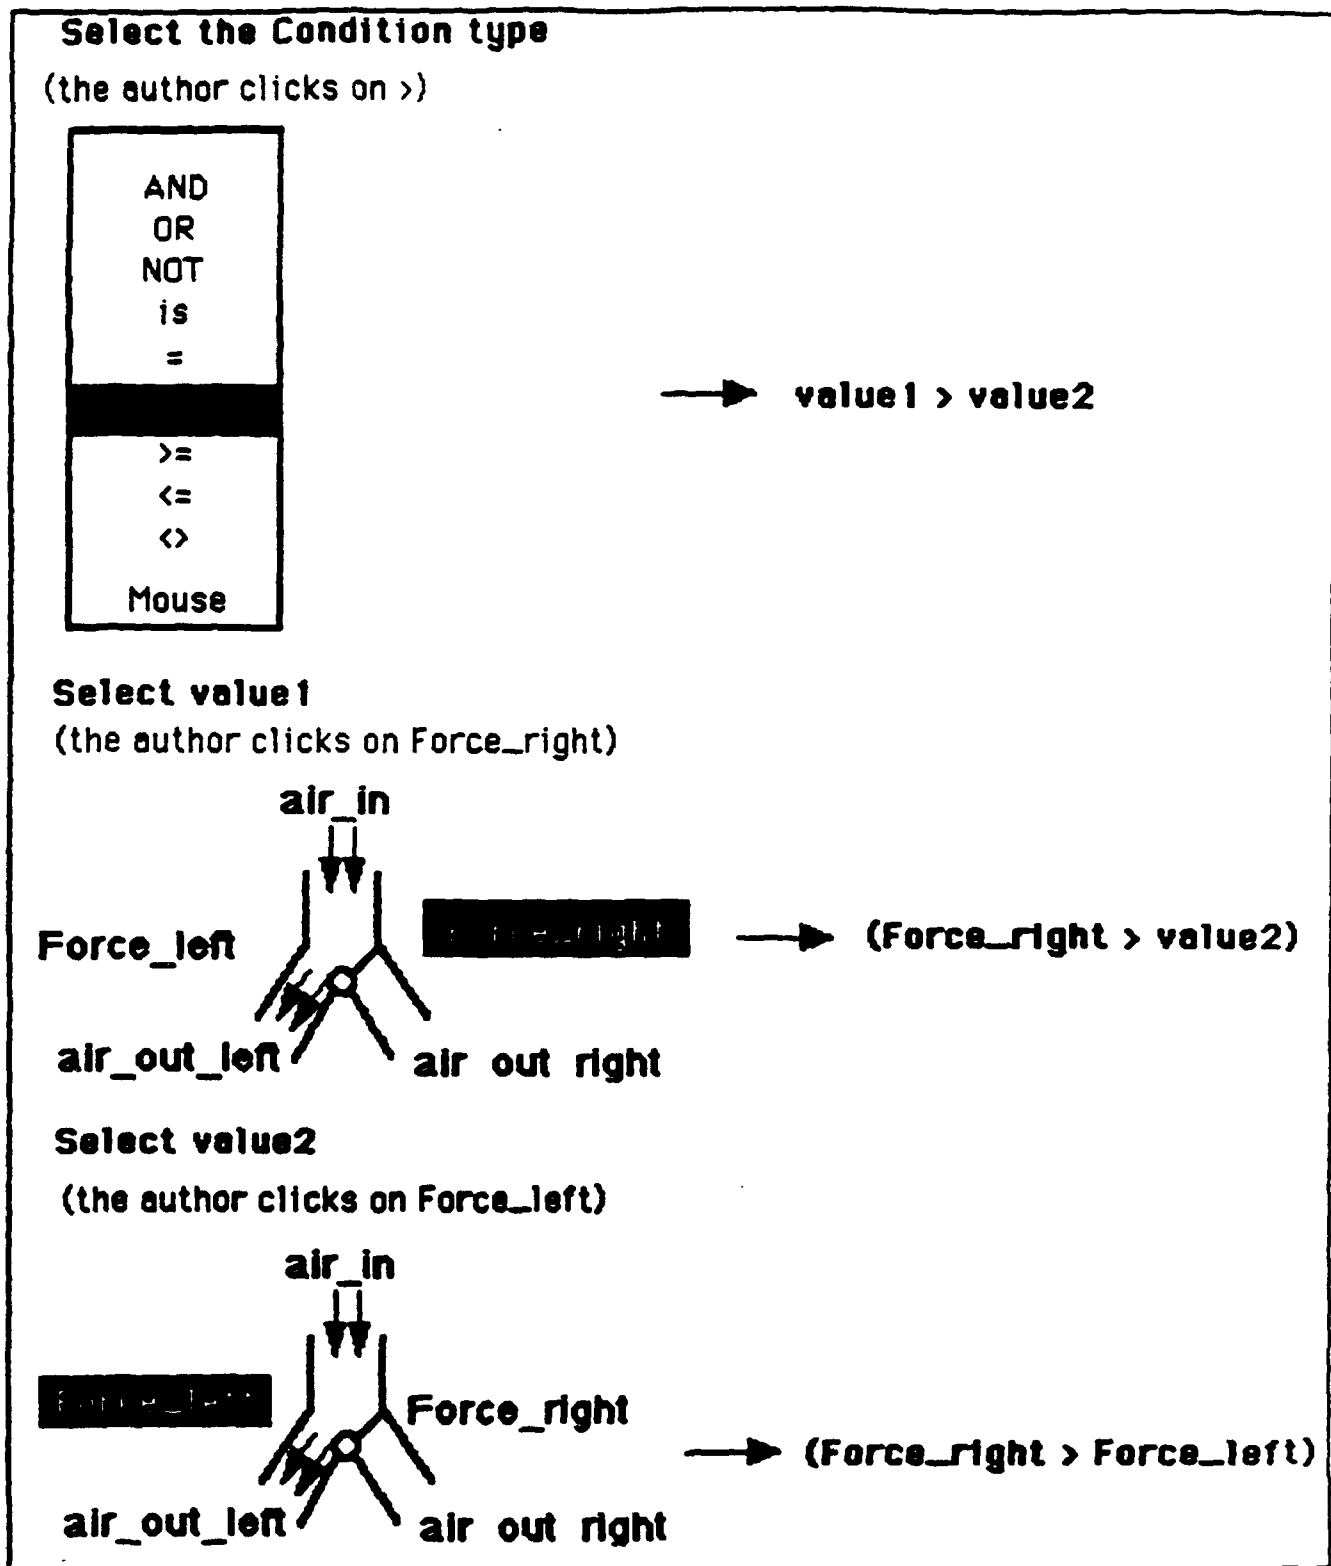 Select the Condition type
(the author clicks on >)
AND
OR
NOT
is
=
>=
<=
<>
Mouse
value1 > value2
Select value1
(the author clicks on Force_right)
air_in
Force_left
Force_right
(Force_right > value2)
air_out_left
air out right
Select value2
(the author clicks on Force_left)
air_in
Force_left
Force_right
(Force_right > Force_left)
air_out_left
air out right